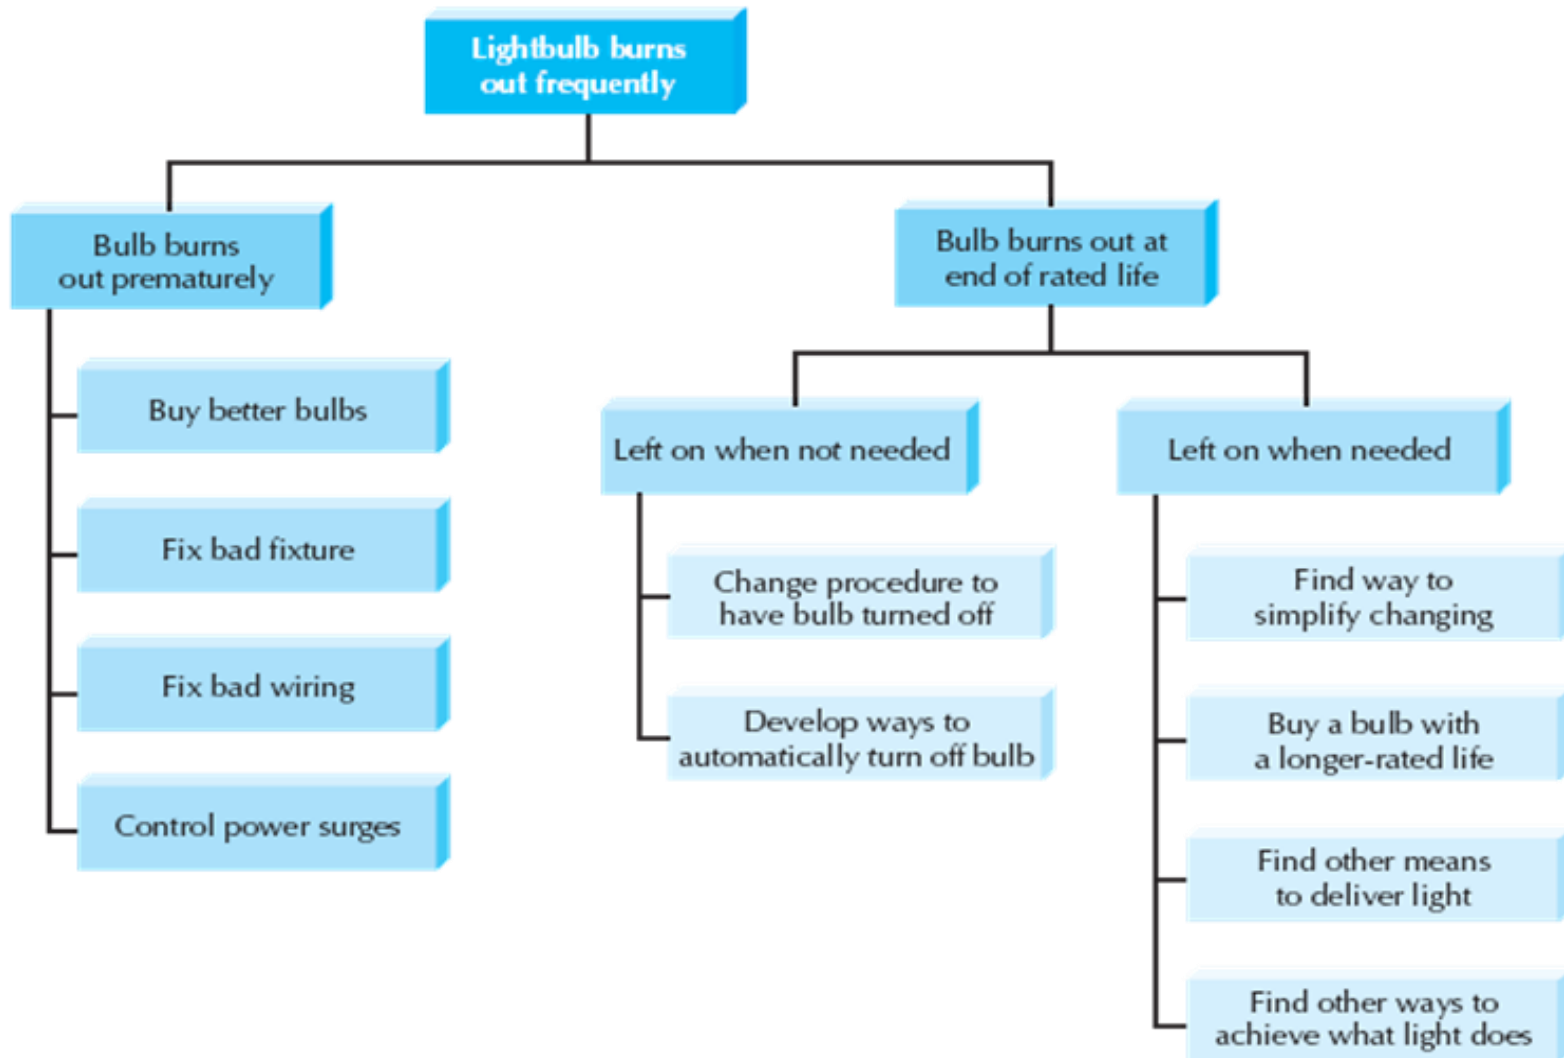 Lightbulb burns
out frequently
Bulb burns
out prematurely
Buy better bulbs
Fix bad fixture
Fix bad wiring
Control power surges
Bulb burns out at
end of rated life
Left on when not needed
Change procedure to
have bulb turned off
Develop ways to
automatically turn off bulb
Left on when needed
Find way to
simplify changing
Buy a bulb with
a longer-rated life
Find other means
to deliver light
Find other ways to
achieve what light does